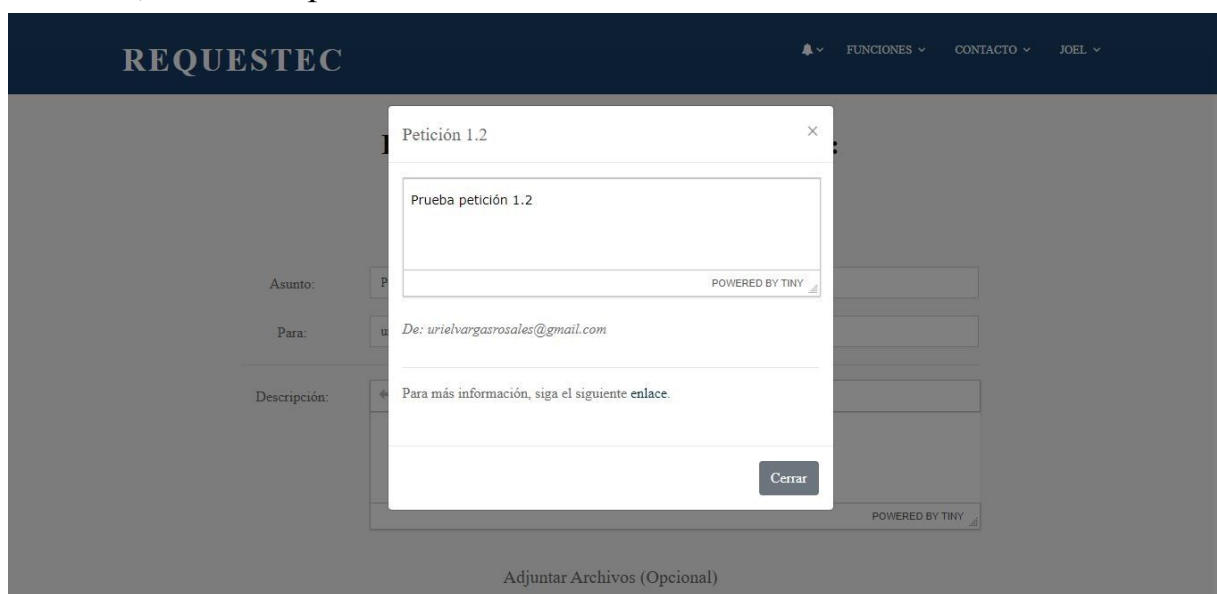 REQUESTEC
FUNCIONES
CONTACTO
JOEL
Petición 1.2
×
Prueba petición 1.2
POWERED BY TINY
De: urielvargasrosales@gmail.com
Para más información, siga el siguiente enlace.
Cerrar
Asunto:
Para:
Descripción:
POWERED BY TINY
Adjuntar Archivos (Opcional)